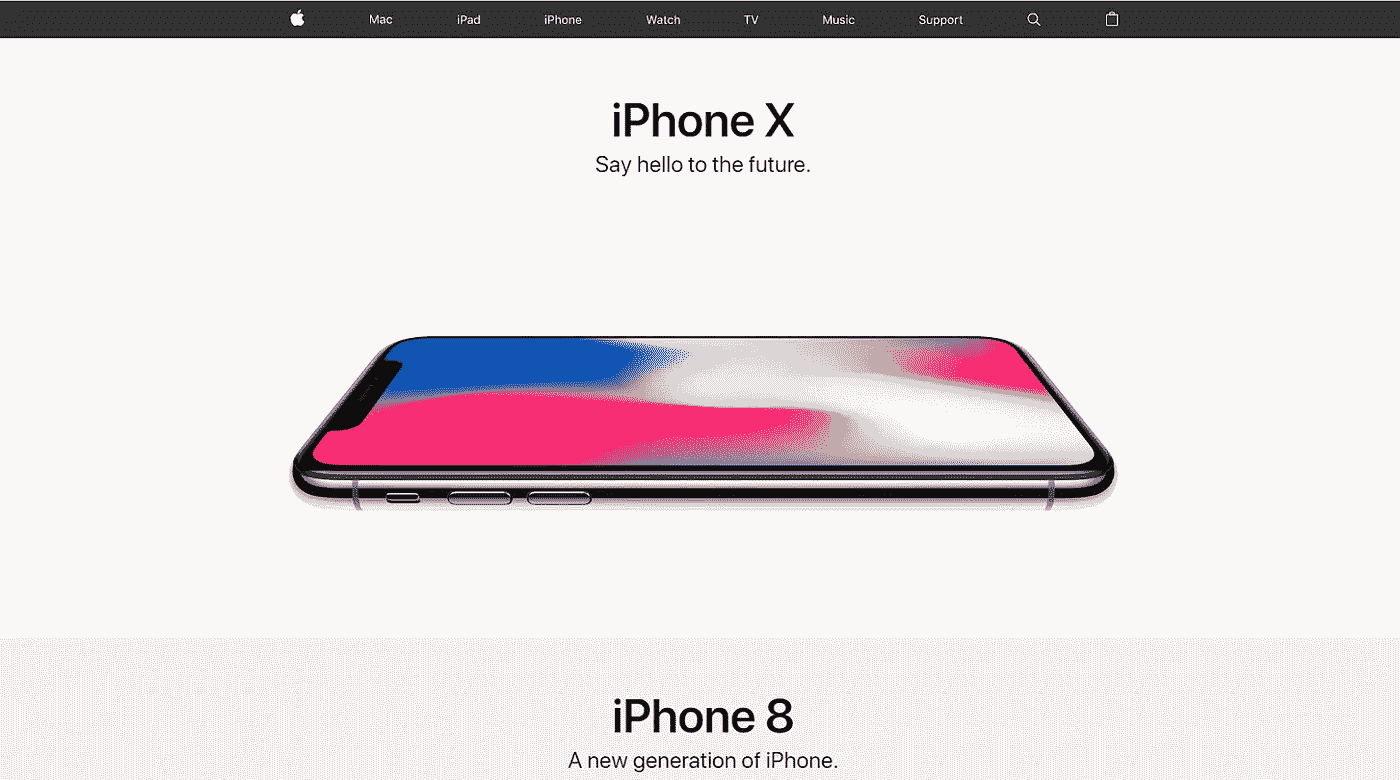 Mac iPad iPhone Watch TV Music Support
iPhone X
Say hello to the future.
iPhone 8
A new generation of iPhone.